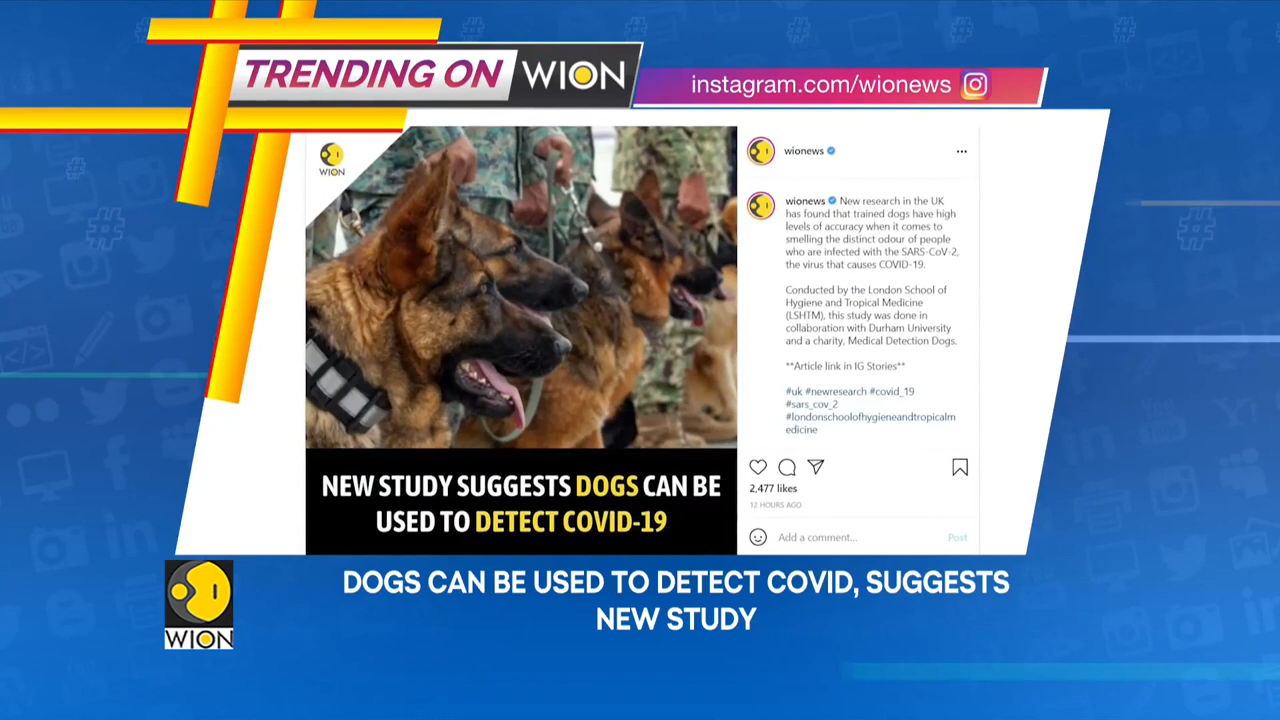 TRENDING ON WION
instagram.com/wionews
WION
wionews
wionews New research in the UK
has found that trained dogs have high
levels of accuracy when it comes to
smelling the distinct odour of people
who are infected with the SARS-CoV-2,
the virus that causes COVID-19.
Conducted by the London School of
Hygiene and Tropical Medicine
(LSHTM), this study was done in
collaboration with Durham University
and a charity, Medical Detection Dogs.
**Article link in IG Stories**
#uk #newresearch #covid_19
#sars_cov_2
#londonschoolofhygieneandtropicalm
edicine
2,477 likes
12 HOURS AGO
Add a comment... Post
NEW STUDY SUGGESTS DOGS CAN BE
USED TO DETECT COVID-19
DOGS CAN BE USED TO DETECT COVID, SUGGESTS
NEW STUDY
WION